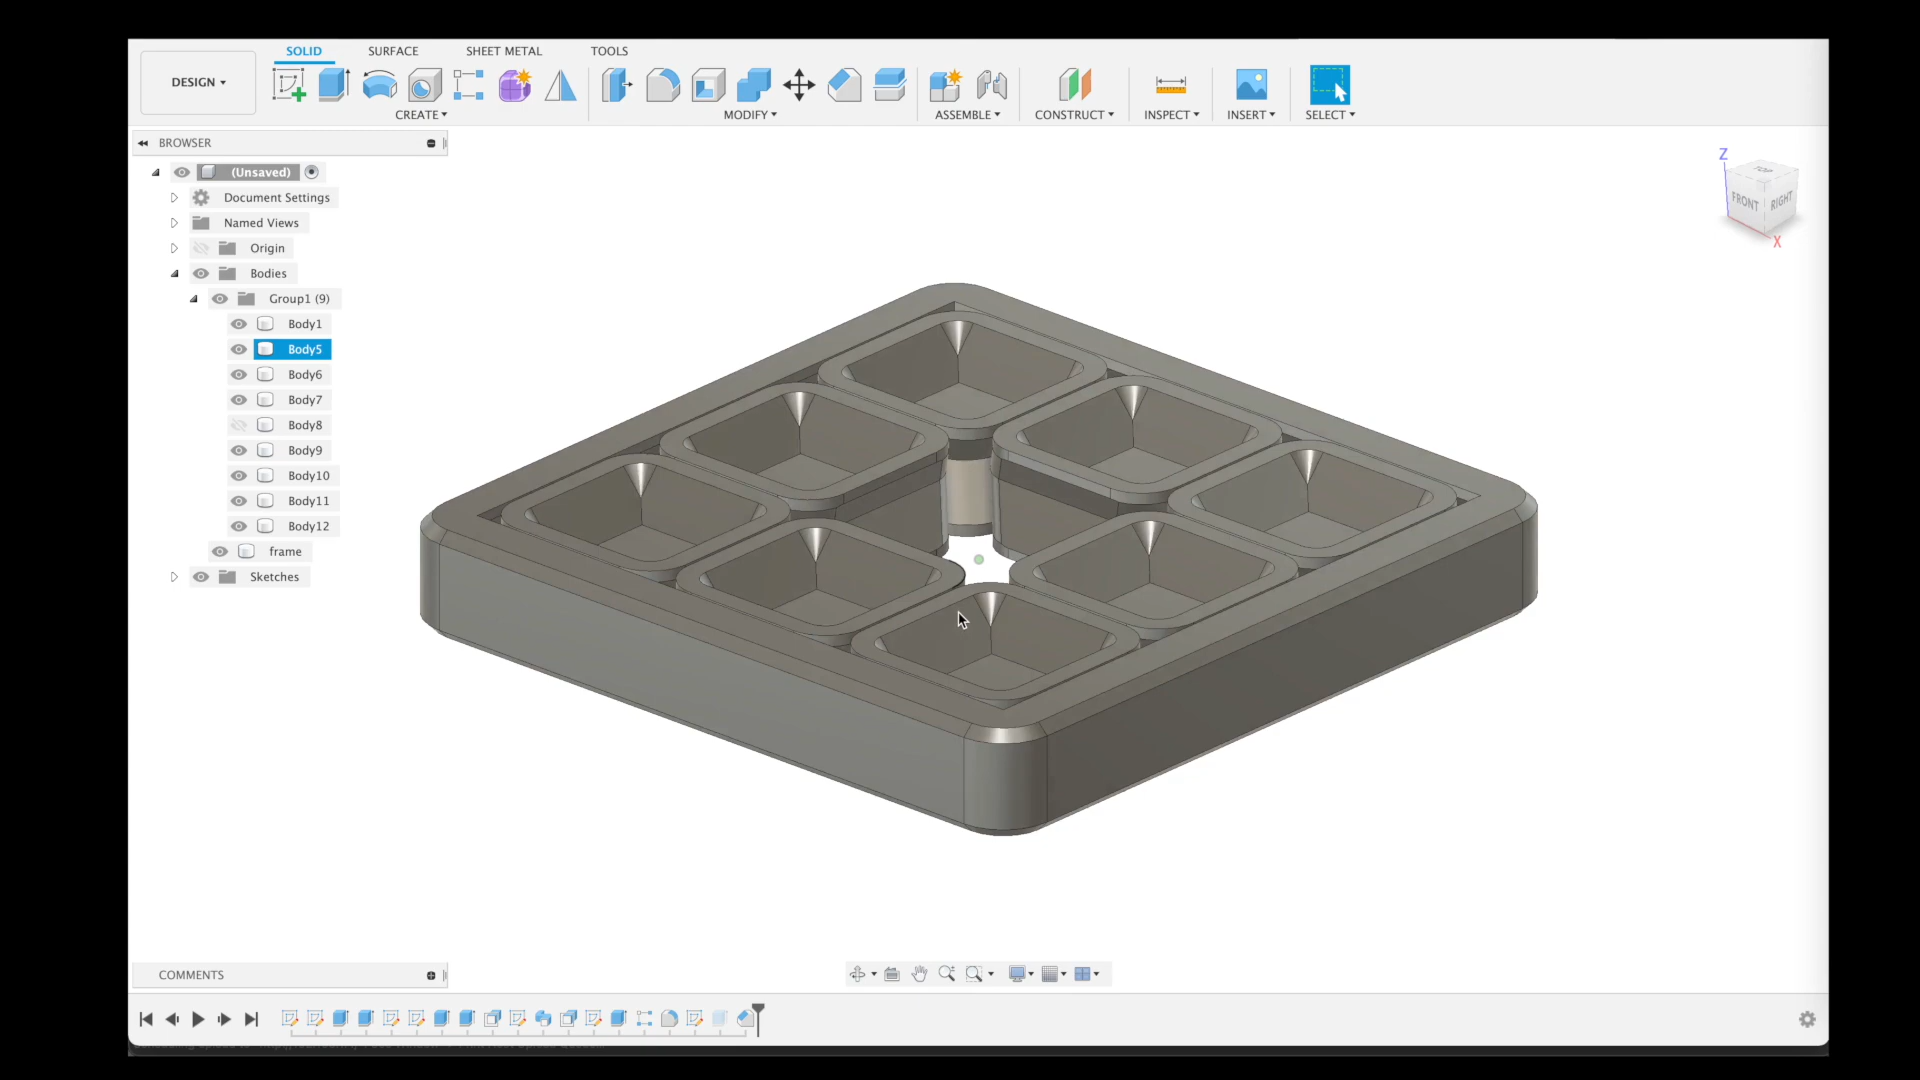 SOLID SURFACE SHEET METAL TOOLS
DESIGN
CREATE MODIFY ASSEMBLE CONSTRUCT INSPECT INSERT SELECT
BROWSER
(Unsaved)
Document Settings
Named Views
Origin
Bodies
Group1 (9)
Body1
Body5
Body6
Body7
Body8
Body9
Body10
Body11
Body12
frame
Sketches
Z
TOP
FRONT RIGHT
X
COMMENTS